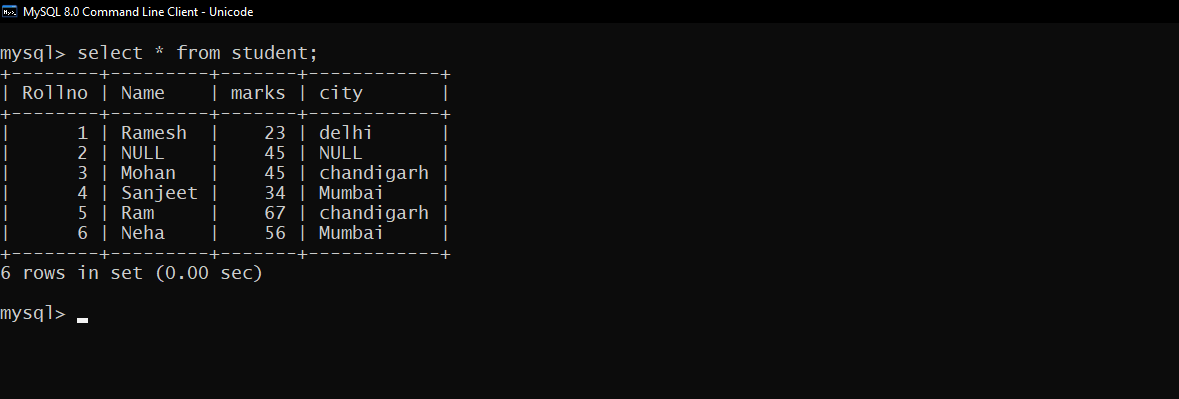 MySQL 8.0 Command Line Client - Unicode
mysql> select * from student;
+--------+---------+-------+------------+
| Rollno | Name    | marks | city       |
+--------+---------+-------+------------+
|      1 | Ramesh  |    23 | delhi      |
|      2 | NULL    |    45 | NULL       |
|      3 | Mohan   |    45 | chandigarh |
|      4 | Sanjeet |    34 | Mumbai     |
|      5 | Ram     |    67 | chandigarh |
|      6 | Neha    |    56 | Mumbai     |
+--------+---------+-------+------------+
6 rows in set (0.00 sec)
mysql>